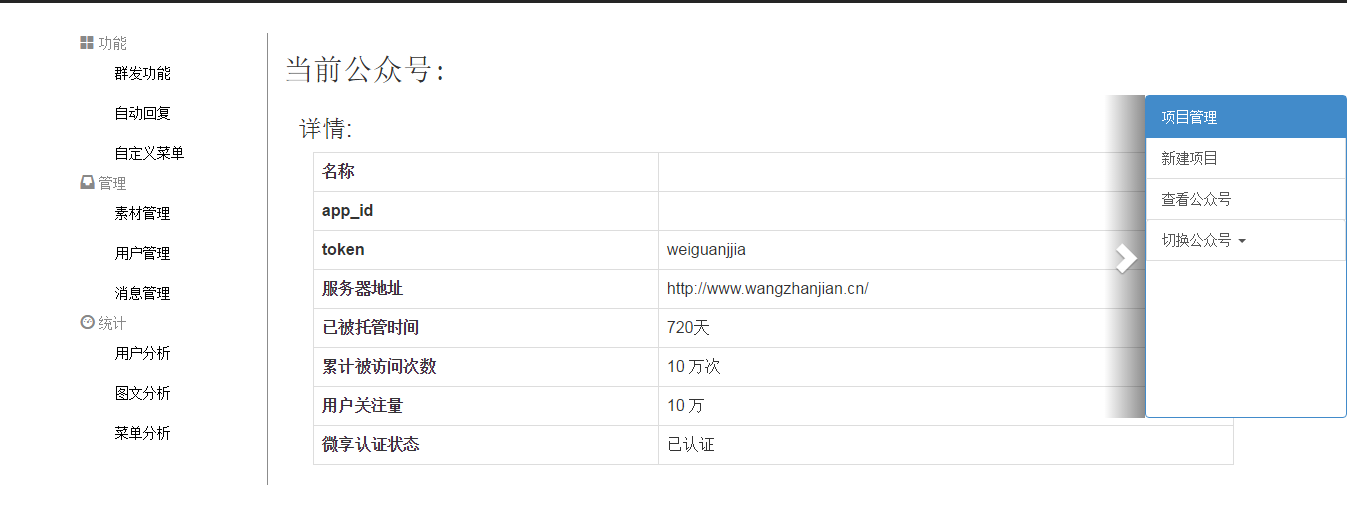 功能
群发功能
自动回复
自定义菜单
管理
素材管理
用户管理
消息管理
统计
用户分析
图文分析
菜单分析
当前公众号:
详情:
名称
app_id
token weiguanjjia
服务器地址 http://www.wangzhanjian.cn/
已被托管时间 720天
累计被访问次数 10 万次
用户关注量 10 万
微享认证状态 已认证
项目管理
新建项目
查看公众号
切换公众号